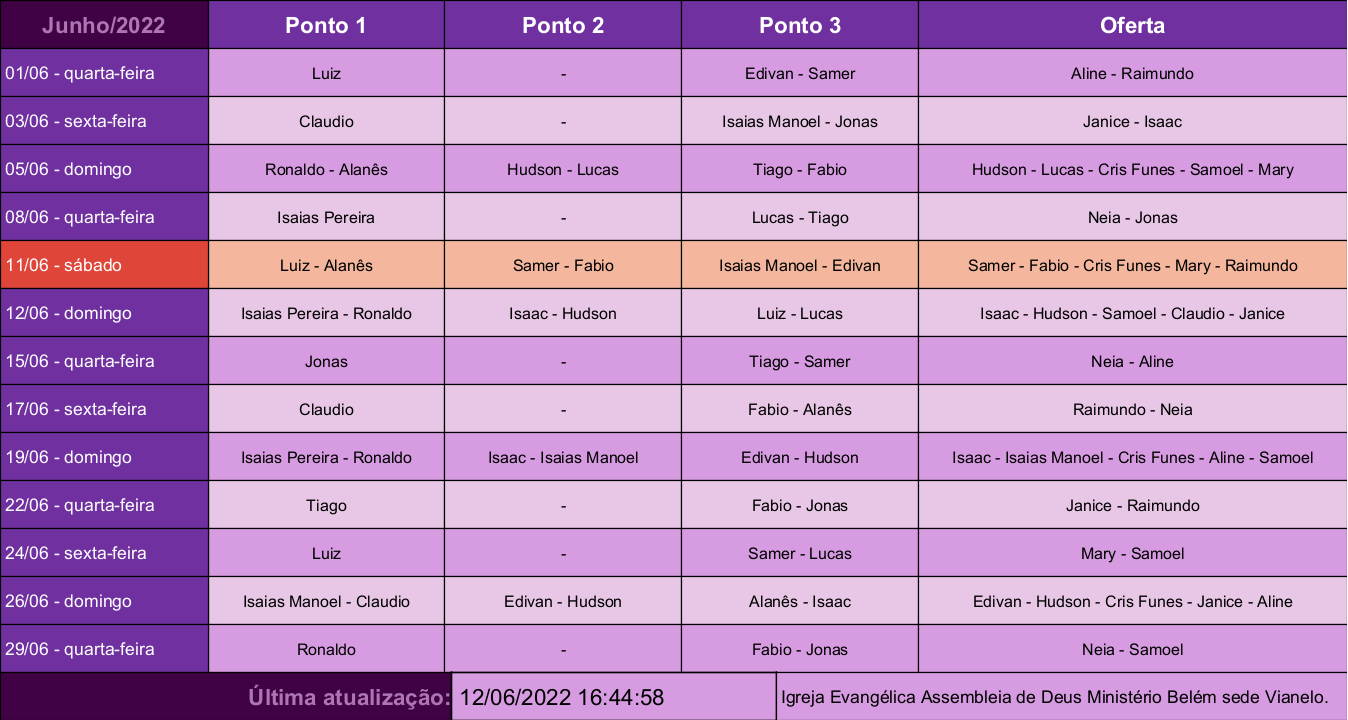 Junho/2022 Ponto 1 Ponto 2 Ponto 3 Oferta
01/06 - quarta-feira Luiz - Edivan - Samer Aline - Raimundo
03/06 - sexta-feira Claudio - Isaias Manoel - Jonas Janice - Isaac
05/06 - domingo Ronaldo - Alanês Hudson - Lucas Tiago - Fabio Hudson - Lucas - Cris Funes - Samoel - Mary
08/06 - quarta-feira Isaias Pereira - Lucas - Tiago Neia - Jonas
11/06 - sábado Luiz - Alanês Samer - Fabio Isaias Manoel - Edivan Samer - Fabio - Cris Funes - Mary - Raimundo
12/06 - domingo Isaias Pereira - Ronaldo Isaac - Hudson Luiz - Lucas Isaac - Hudson - Samoel - Claudio - Janice
15/06 - quarta-feira Jonas - Tiago - Samer Neia - Aline
17/06 - sexta-feira Claudio - Fabio - Alanês Raimundo - Neia
19/06 - domingo Isaias Pereira - Ronaldo Isaac - Isaias Manoel Edivan - Hudson Isaac - Isaias Manoel - Cris Funes - Aline - Samoel
22/06 - quarta-feira Tiago - Fabio - Jonas Janice - Raimundo
24/06 - sexta-feira Luiz - Samer - Lucas Mary - Samoel
26/06 - domingo Isaias Manoel - Claudio Edivan - Hudson Alanês - Isaac Edivan - Hudson - Cris Funes - Janice - Aline
29/06 - quarta-feira Ronaldo - Fabio - Jonas Neia - Samoel
Última atualização: 12/06/2022 16:44:58 Igreja Evangélica Assembleia de Deus Ministério Belém sede Vianelo.